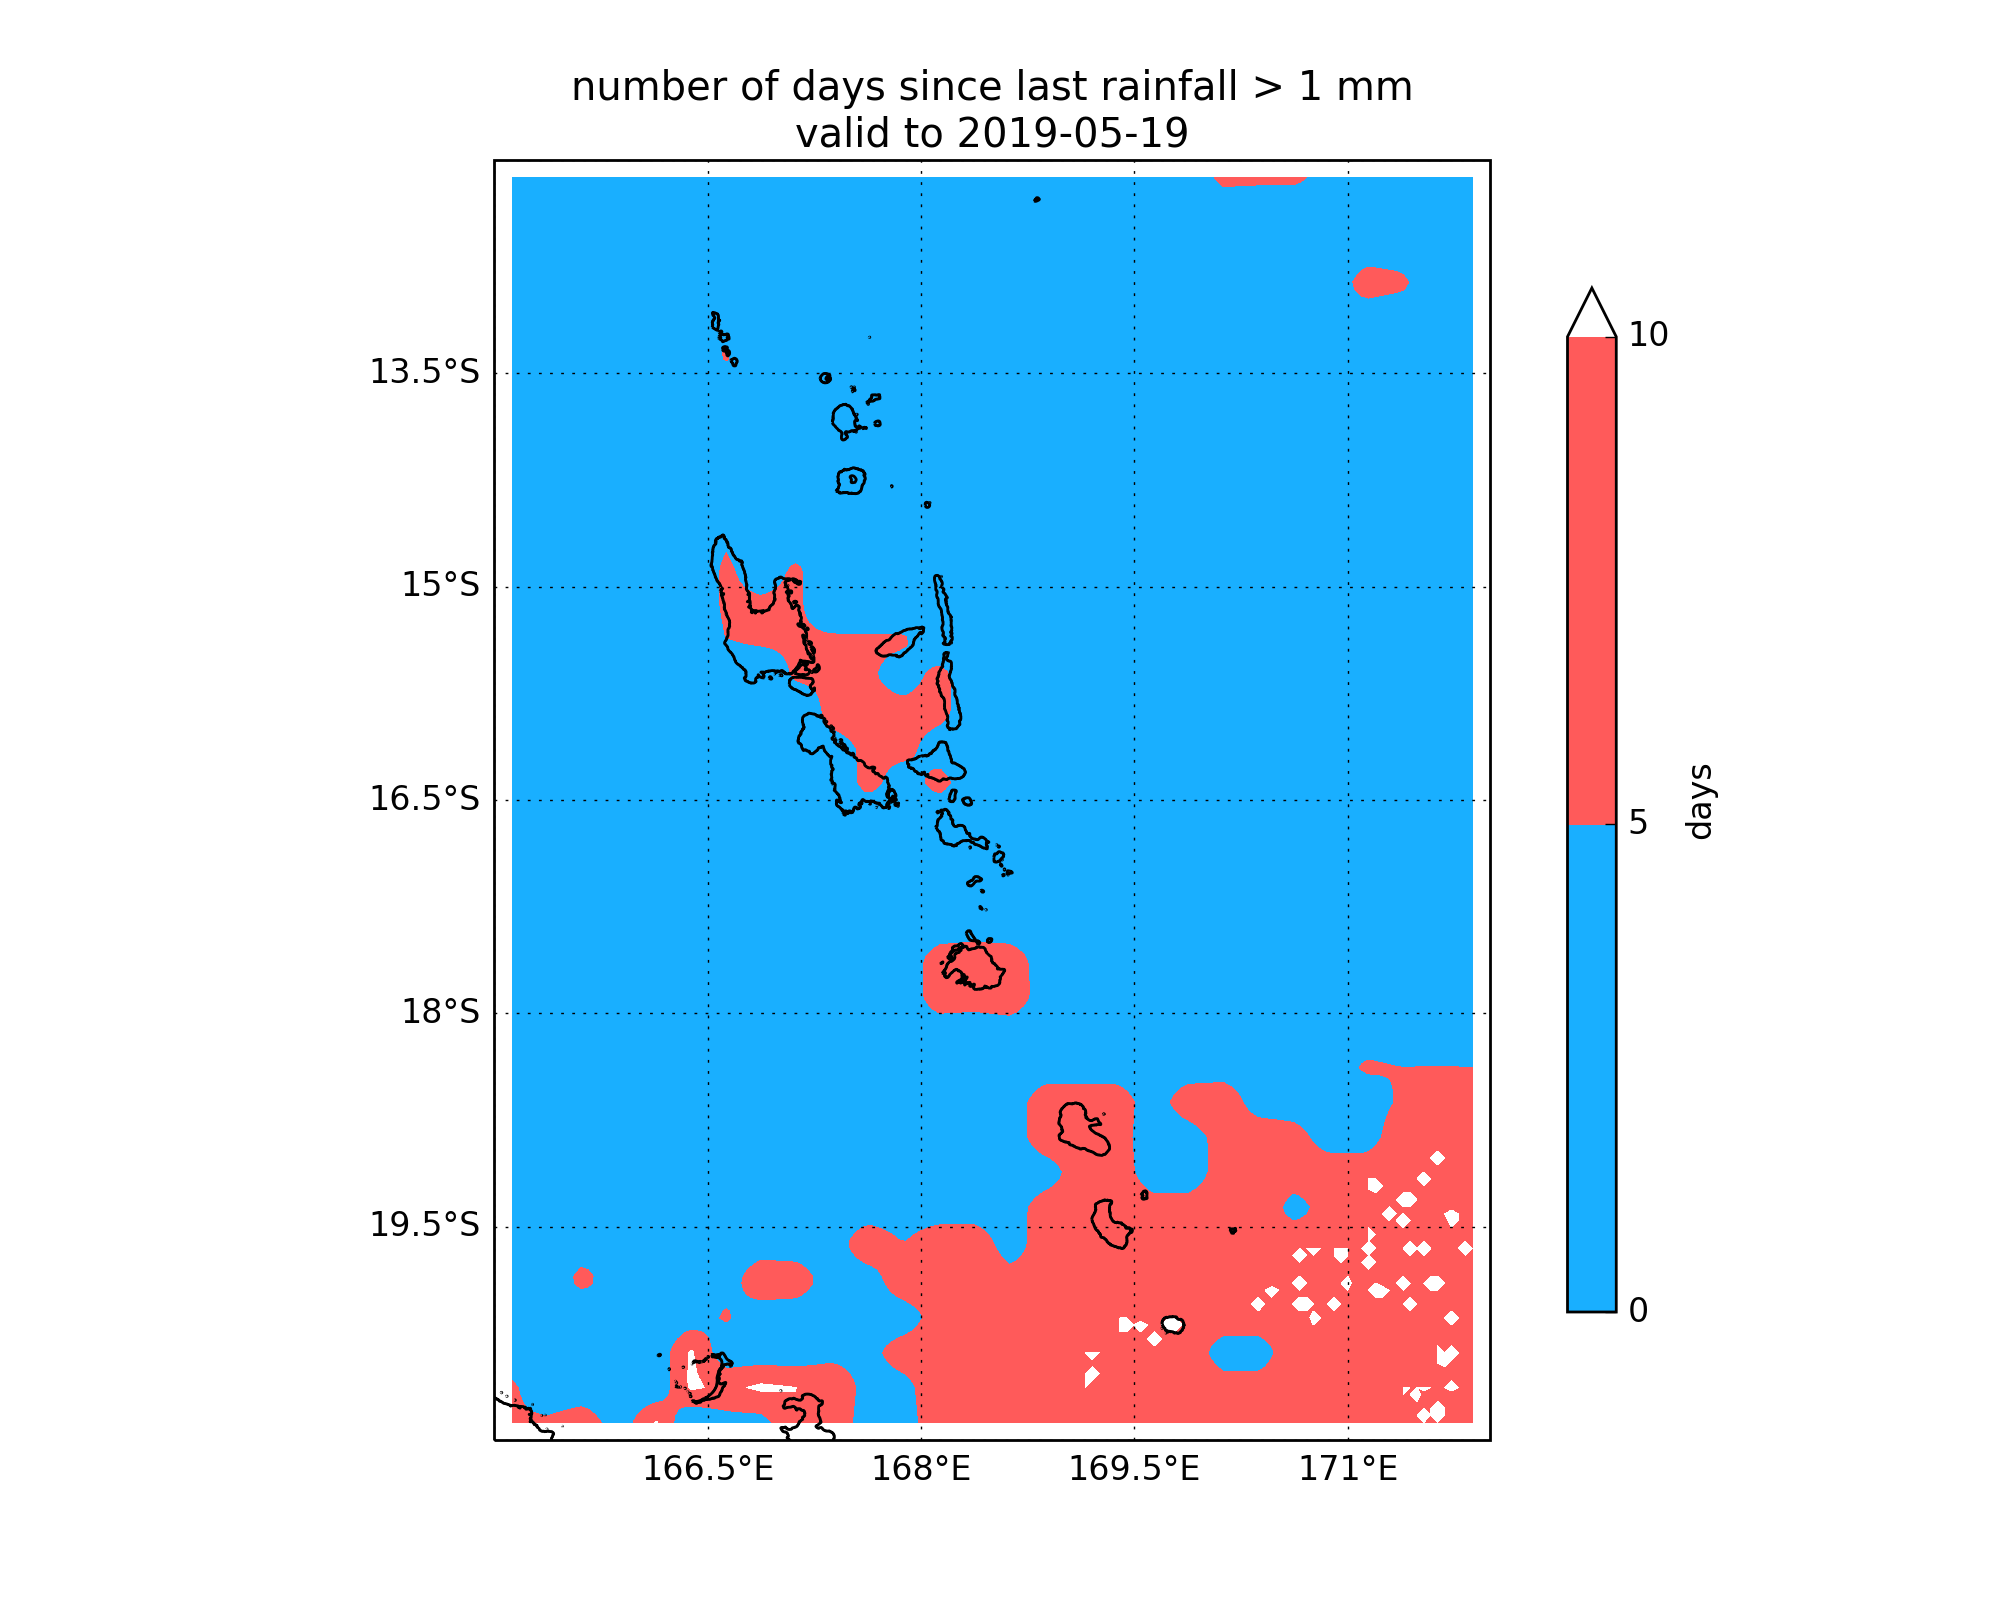 number of days since last rainfall > 1 mm
valid to 2019-05-19
13.5°S
15°S
16.5°S
18°S
19.5°S
166.5°E
168°E
169.5°E
171°E
10
5
0
days